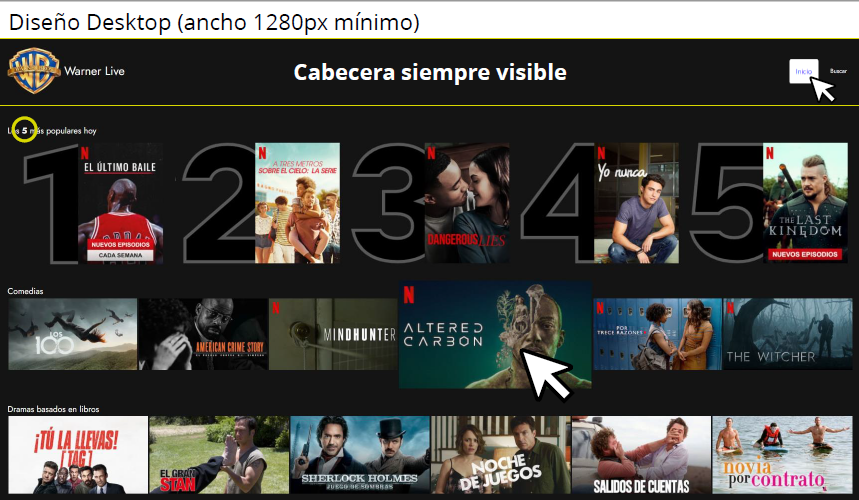 Diseño Desktop (ancho 1280px mínimo)
WB
Warner Live
Cabecera siempre visible
Inicio
Buscar
Los 5 más populares hoy
1
N
EL ÚLTIMO BAILE
NUEVOS EPISODIOS
CADA SEMANA
2
N
A TRES METROS
SOBRE EL CIELO: LA SERIE
3
N
DANGEROUS LIES
4
N
Yo nunca
5
N
THE LAST
KINGDOM
NUEVOS EPISODIOS
Comedias
LOS
100
AMERICAN CRIME STORY
N
MINDHUNTER
N
ALTERED
CARBON
N
POR
TRECE RAZONES
N
THE WITCHER
Dramas basados en libros
¡TÚ LA LLEVAS!
[TAG]
EL GRAN
STAN
SHERLOCK HOLMES
JUEGO DE SOMBRAS
NOCHE
DE JUEGOS
SALIDOS DE CUENTAS
novia
por contrato